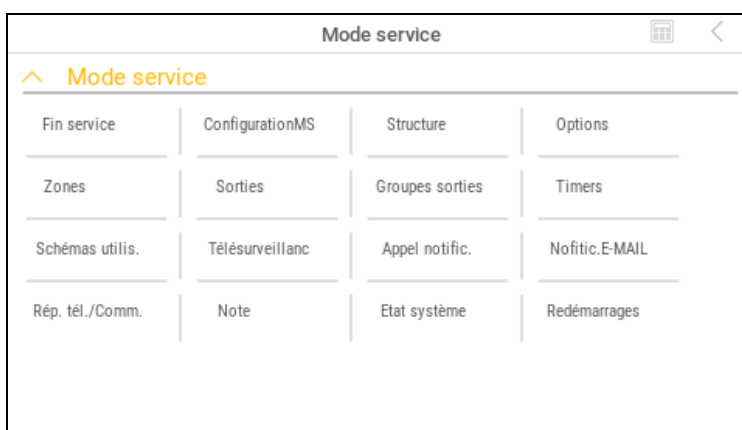 Mode service
Mode service
Fin service ConfigurationMS Structure Options
Zones Sorties Groupes sorties Timers
Schémas utilis. Télésurveillanc Appel notific. Nofitic.E-MAIL
Rép. tél./Comm. Note Etat système Redémarrages